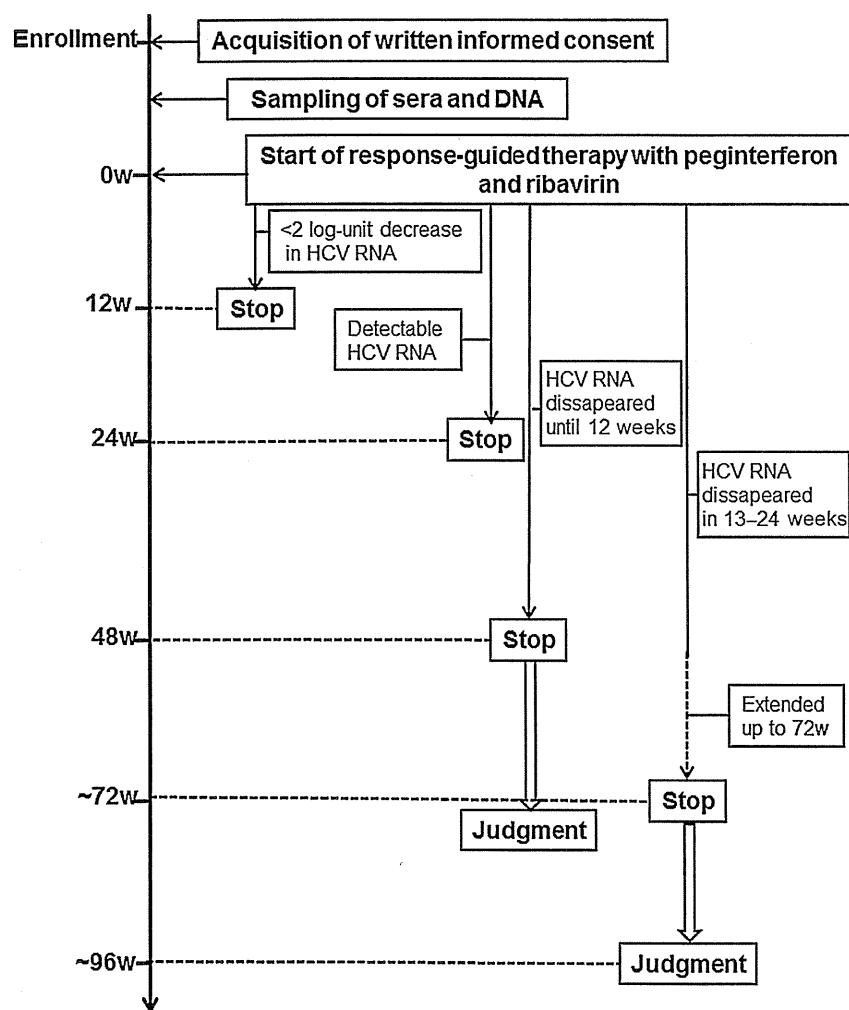 Enrollment
Acquisition of written informed consent
Sampling of sera and DNA
0w
Start of response-guided therapy with peginterferon
and ribavirin
<2 log-unit decrease
in HCV RNA
12w
Stop
Detectable
HCV RNA
HCV RNA
dissapeared
until 12 weeks
24w
Stop
HCV RNA
dissapeared
in 13–24 weeks
48w
Stop
Extended
up to 72w
~72w
Stop
Judgment
~96w
Judgment